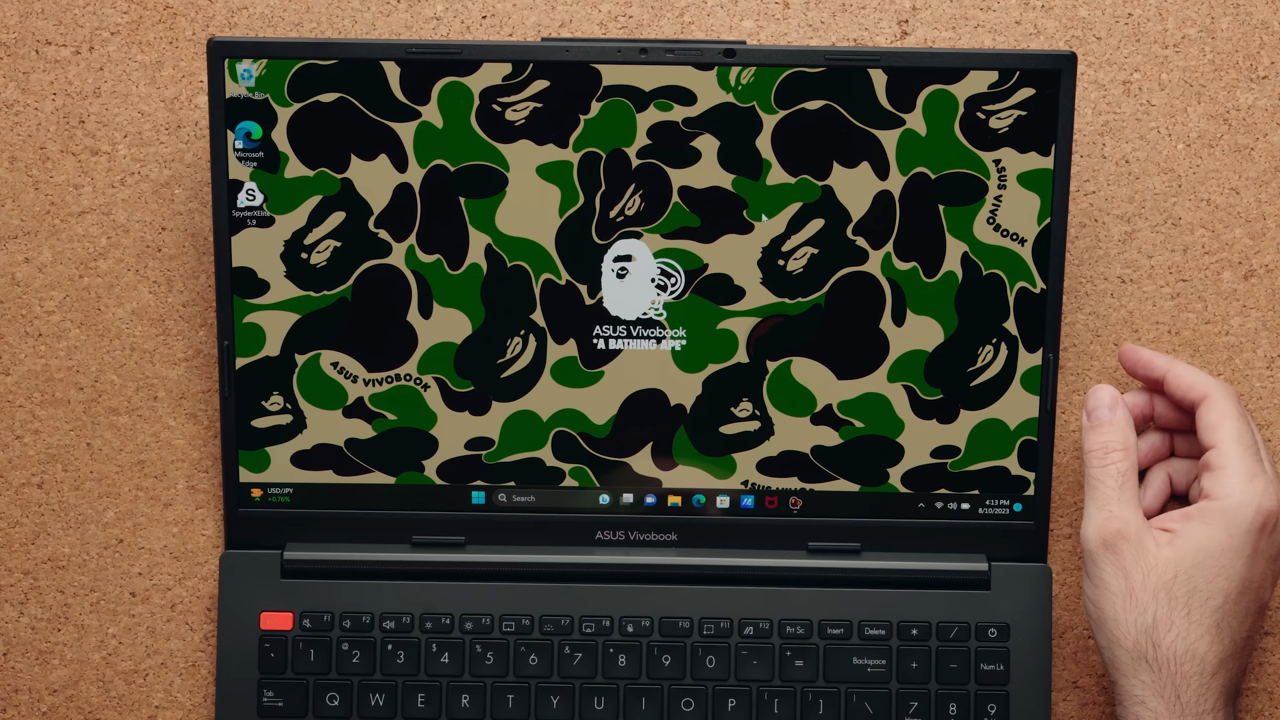 Recycle Bin
Microsoft
Edge
S
SpyderXElite
5.9
ASUS VIVOBOOK
ASUS Vivobook
*A BATHING APE*
ASUS VIVOBOOK
USD/JPY
+0.76%
Search
4:13 PM
8/10/2023
ASUS Vivobook
F1 F2 F3 F4 F5 F6 F7 F8 F9 F10 F11 F12 Prt Sc Insert Delete * /
~ ` ! 1 @ 2 # 3 $ 4 % 5 ^ 6 & 7 * 8 ( 9 ) 0 _ - + = Backspace + - Num Lk
Tab Q W E R T Y U I O P { [ } ] | \ 7 8 9
Home